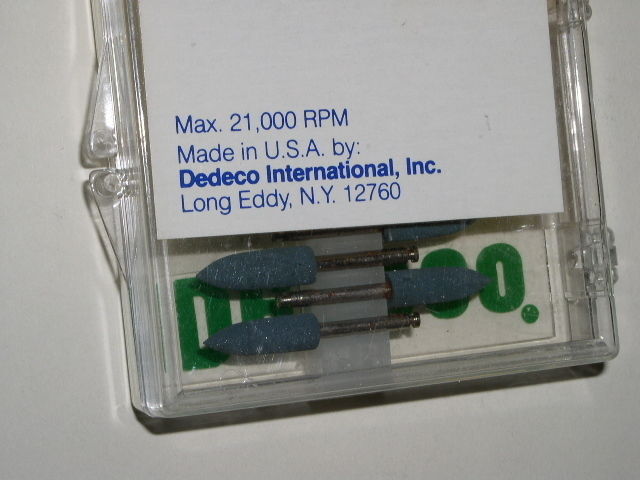 Max. 21,000 RPM
Made in U.S.A. by:
Dedeco International, Inc.
Long Eddy, N.Y. 12760